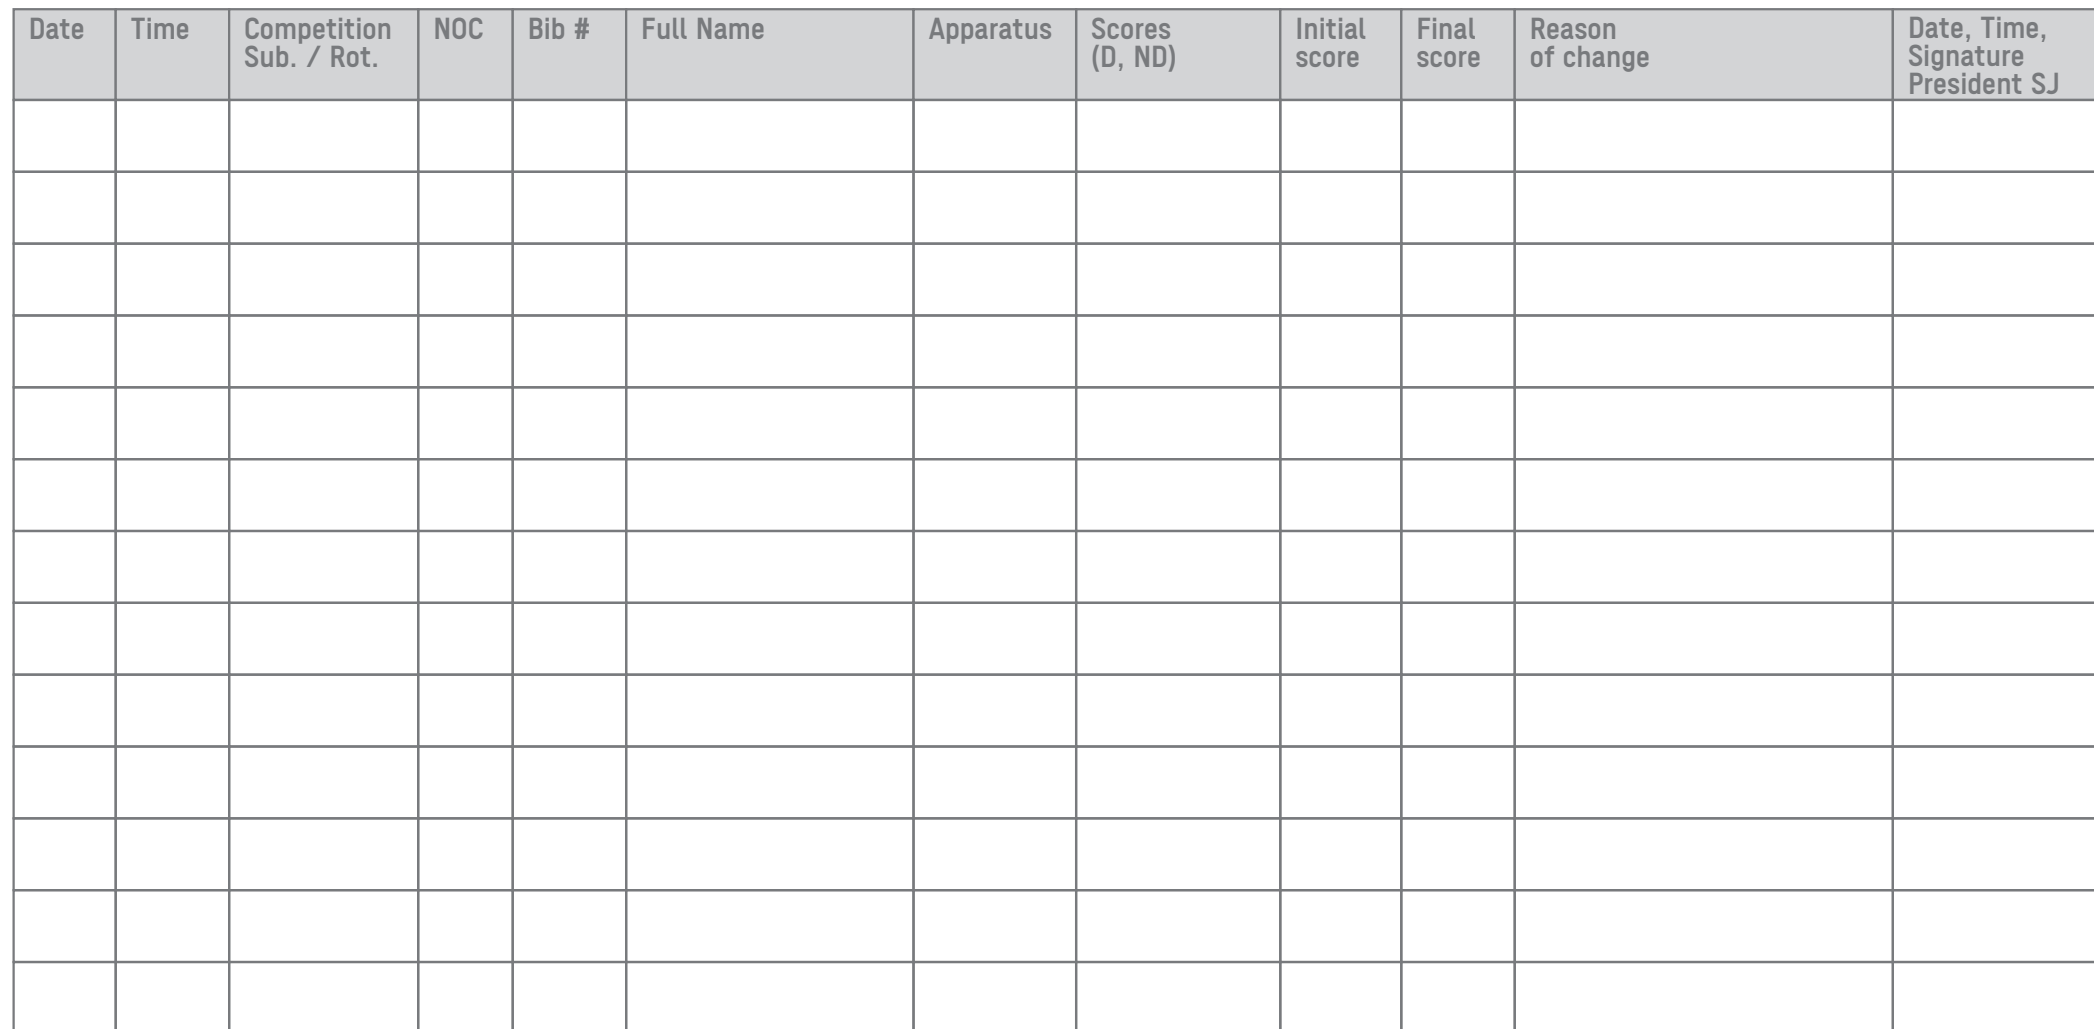 Date Time Competition NOC Bib # Full Name Apparatus Scores Initial Final Reason Date, Time,
Sub. / Rot. (D, ND) score score of change Signature
President SJ